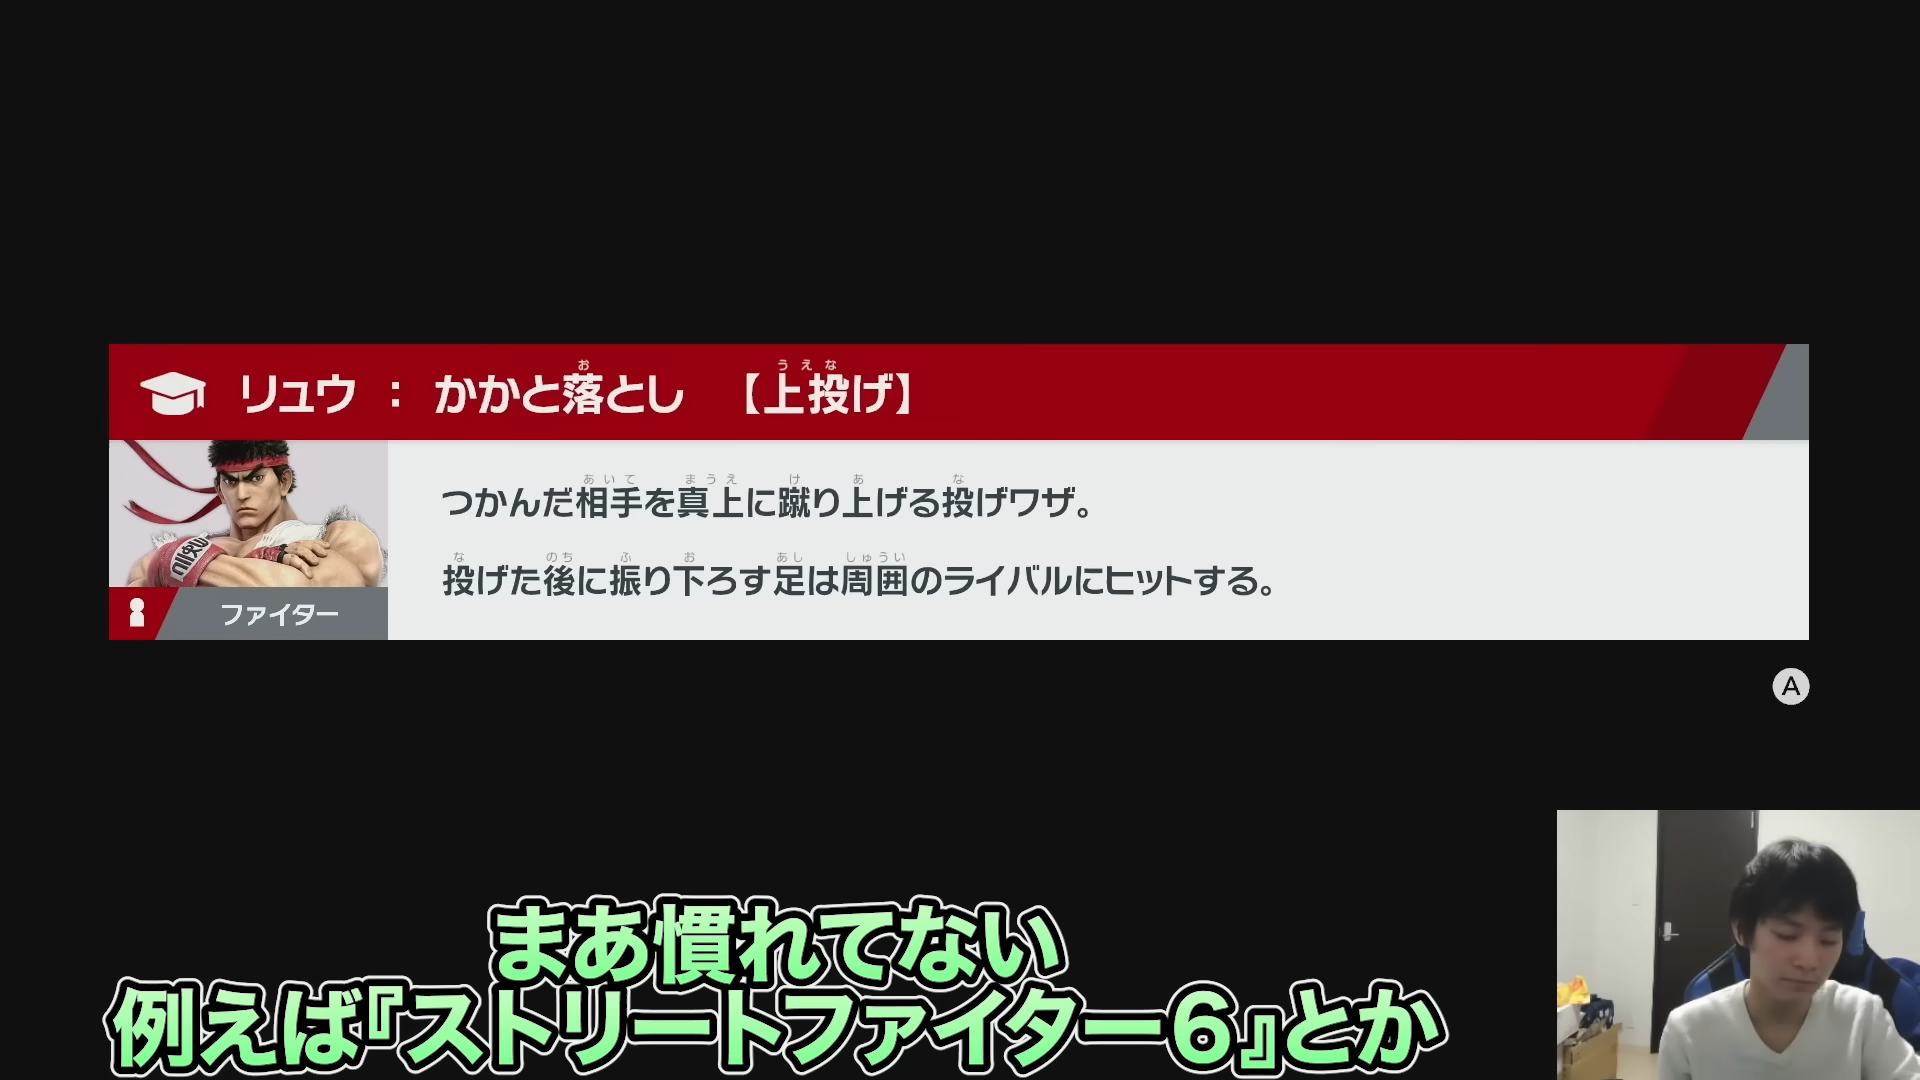 リュウ : かかと落とし 【上投げ】
つかんだ相手を真上に蹴り上げる投げワザ。
投げた後に振り下ろす足は周囲のライバルにヒットする。
ファイター
A
まあ慣れてない
例えば『ストリートファイター6』とか